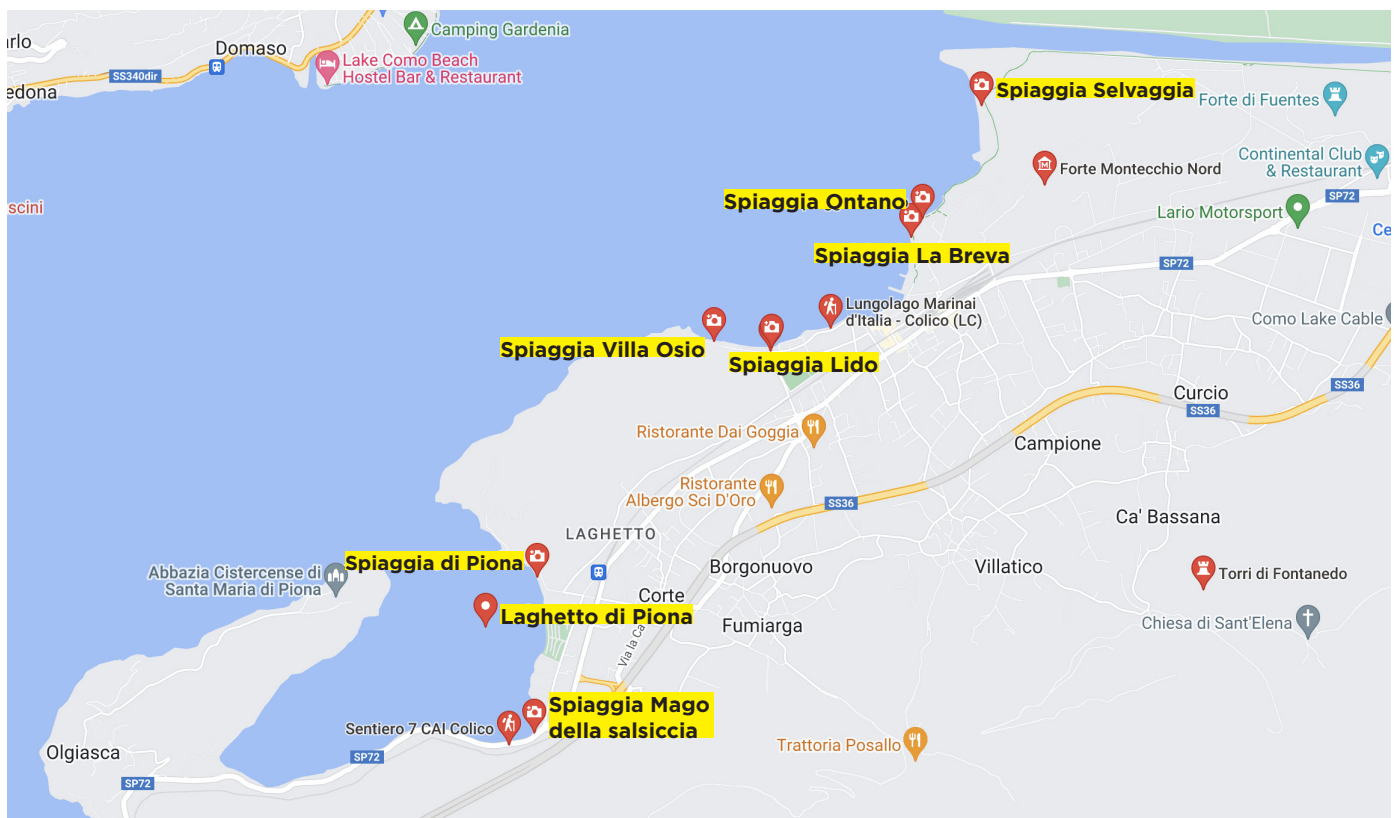 Camping Gardenia
arlo
Domaso
Lake Como Beach
Hostel Bar & Restaurant
SS340dir
edona
Spiaggia Selvaggia
Forte di Fuentes
Continental Club
& Restaurant
Forte Montecchio Nord
SP72
Spiaggia Ontano
scini
Lario Motorsport
Ce
Spiaggia La Breva
SP72
Lungolago Marinai
d'Italia - Colico (LC)
Como Lake Cable
Spiaggia Villa Osio
Spiaggia Lido
SS36
Curcio
SS36
Ristorante Dai Goggia
Campione
Ristorante
Albergo Sci D'Oro
SS36
Ca' Bassana
LAGHETTO
Spiaggia di Piona
Borgonuovo
Villatico
Abbazia Cistercense di
Santa Maria di Piona
Torri di Fontanedo
Corte
Laghetto di Piona
Fumiarga
Chiesa di Sant'Elena
Via la Ca
Spiaggia Mago
della salsiccia
Sentiero 7 CAI Colico
Trattoria Posallo
Olgiasca
SP72
SP72